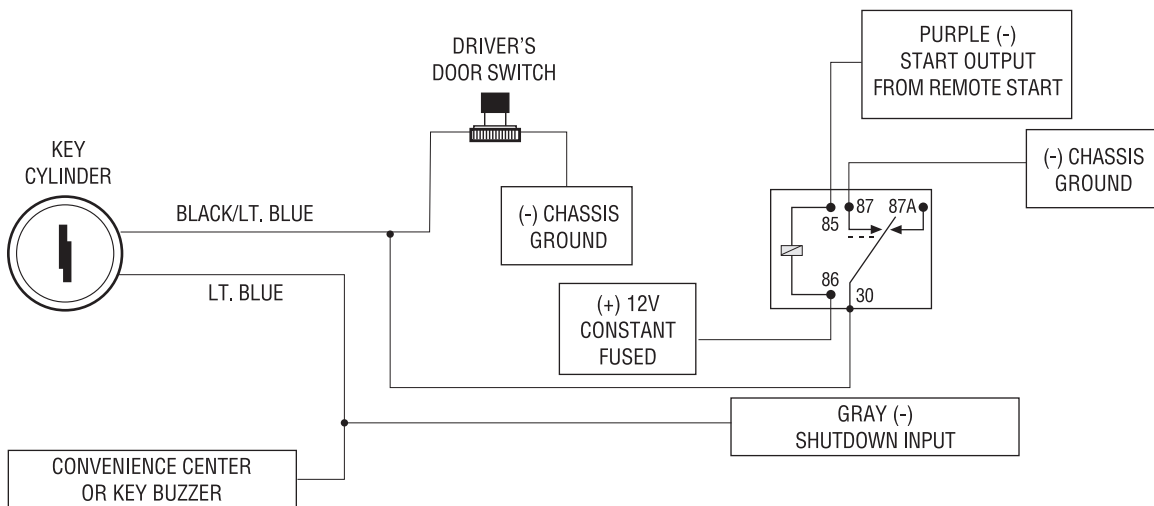 DRIVER'S
DOOR SWITCH
PURPLE (-)
START OUTPUT
FROM REMOTE START
KEY
CYLINDER
(-) CHASSIS
GROUND
BLACK/LT. BLUE
(-) CHASSIS
GROUND
85
87
87A
LT. BLUE
86
30
(+) 12V
CONSTANT
FUSED
GRAY (-)
SHUTDOWN INPUT
CONVENIENCE CENTER
OR KEY BUZZER